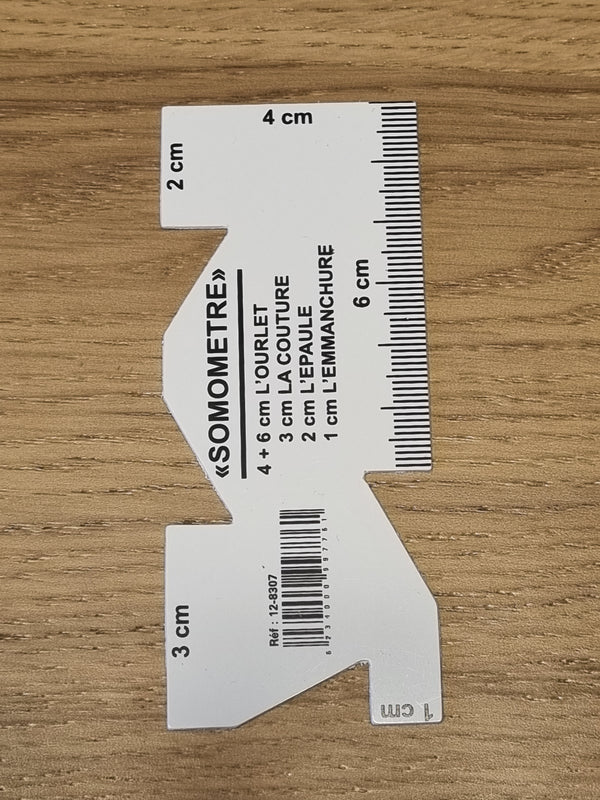 4 cm
2 cm
6 cm
«SOMOMETRE»
4 + 6 cm L'OURLET
3 cm LA COUTURE
2 cm L'EPAULE
1 cm L'EMMANCHURE
3 cm
Réf : 12-8307
1 cm